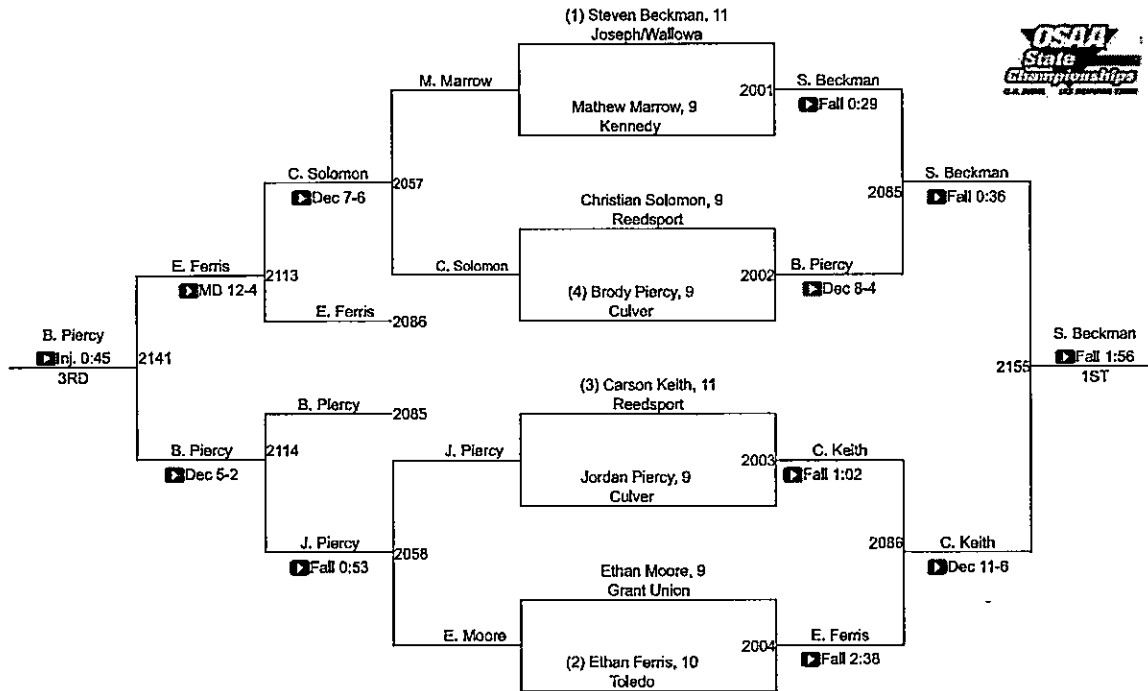 (1) Steven Beckman, 11
Joseph/Wallowa
OSAA
State
Championships
M. Marrow
2001
S. Beckman
Fall 0:29
Mathew Marrow, 9
Kennedy
C. Solomon
Dec 7-6
2057
2085
S. Beckman
Fall 0:36
Christian Solomon, 9
Reedsport
E. Ferris
MD 12-4
2113
C. Solomon
2002
B. Piercy
Dec 8-4
(4) Brody Piercy, 9
Culver
E. Ferris
2086
B. Piercy
Inj. 0:45
3RD
2141
2155
S. Beckman
Fall 1:56
1ST
(3) Carson Keith, 11
Reedsport
B. Piercy
2085
B. Piercy
Dec 5-2
2114
J. Piercy
2003
C. Keith
Fall 1:02
Jordan Piercy, 9
Culver
J. Piercy
Fall 0:53
2058
2086
C. Keith
Dec 11-6
Ethan Moore, 9
Grant Union
E. Moore
2004
E. Ferris
Fall 2:38
(2) Ethan Ferris, 10
Toledo